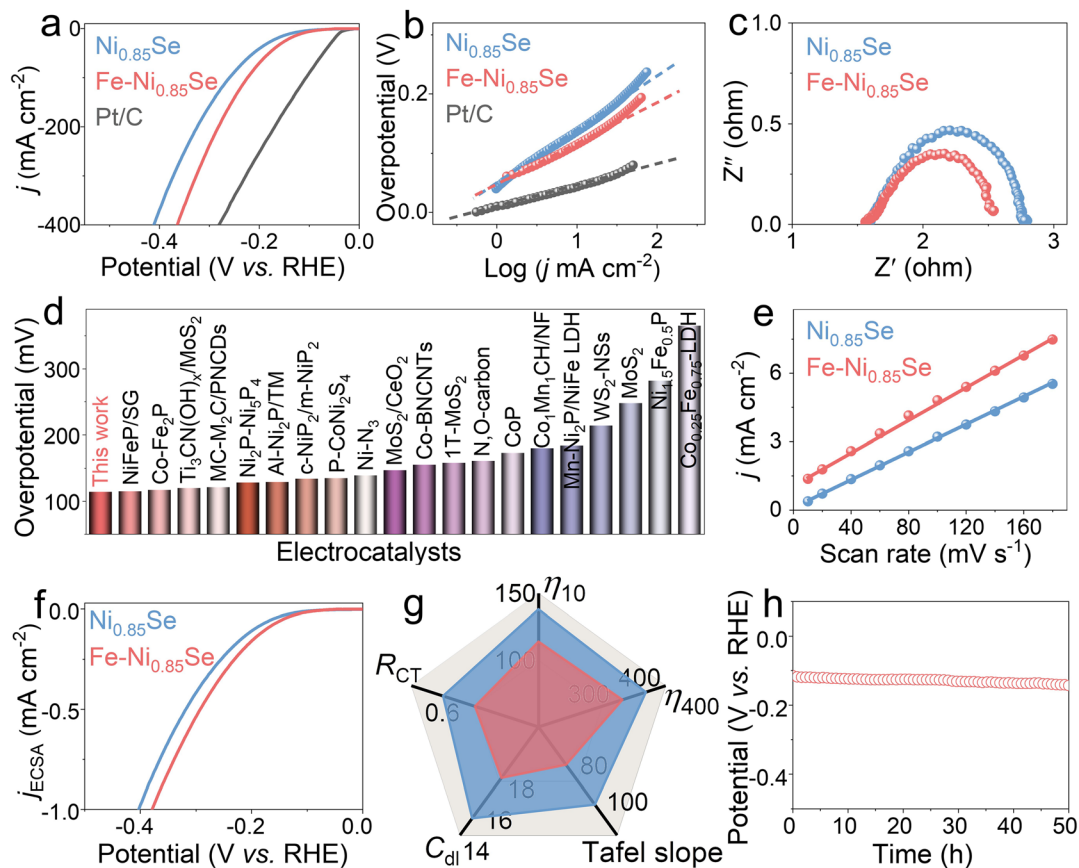 a
0
-200
-400
j (mA cm⁻²)
Ni₀.₈₅Se
Fe-Ni₀.₈₅Se
Pt/C
-0.4
-0.2
0.0
Potential (V vs. RHE)
b
0.2
0.0
Overpotential (V)
Ni₀.₈₅Se
Fe-Ni₀.₈₅Se
Pt/C
0
1
2
Log (j mA cm⁻²)
c
1.0
0.5
0.0
Z″ (ohm)
Ni₀.₈₅Se
Fe-Ni₀.₈₅Se
1
2
3
Z′ (ohm)
d
300
200
100
Overpotential (mV)
This work
NiFeP/SG
Co-Fe₂P
Ti₃CN(OH)ₓ/MoS₂
MC-M₂C/PNCDs
Ni₂P-Ni₅P₄
Al-Ni₂P/TM
c-NiP₂/m-NiP₂
P-CoNi₂S₄
Ni-N₃
MoS₂/CeO₂
Co-BNCNTs
1T-MoS₂
N,O-carbon
CoP
Co₁Mn₁CH/NF
Mn-Ni₂P/NiFe LDH
WS₂-NSs
MoS₂
Ni₁.₅Fe₀.₅P
Co₀.₂₅Fe₀.₇₅-LDH
Electrocatalysts
e
6
3
0
j (mA cm⁻²)
Ni₀.₈₅Se
Fe-Ni₀.₈₅Se
0
40
80
120
160
Scan rate (mV s⁻¹)
f
0.0
-0.5
-1.0
jECSA (mA cm⁻²)
Ni₀.₈₅Se
Fe-Ni₀.₈₅Se
-0.4
-0.2
0.0
Potential (V vs. RHE)
g
150
η₁₀
100
400
300
η₄₀₀
80
100
Tafel slope
18
16
14
Cdl
0.6
RCT
h
0.0
-0.2
-0.4
Potential (V vs. RHE)
0
10
20
30
40
50
Time (h)